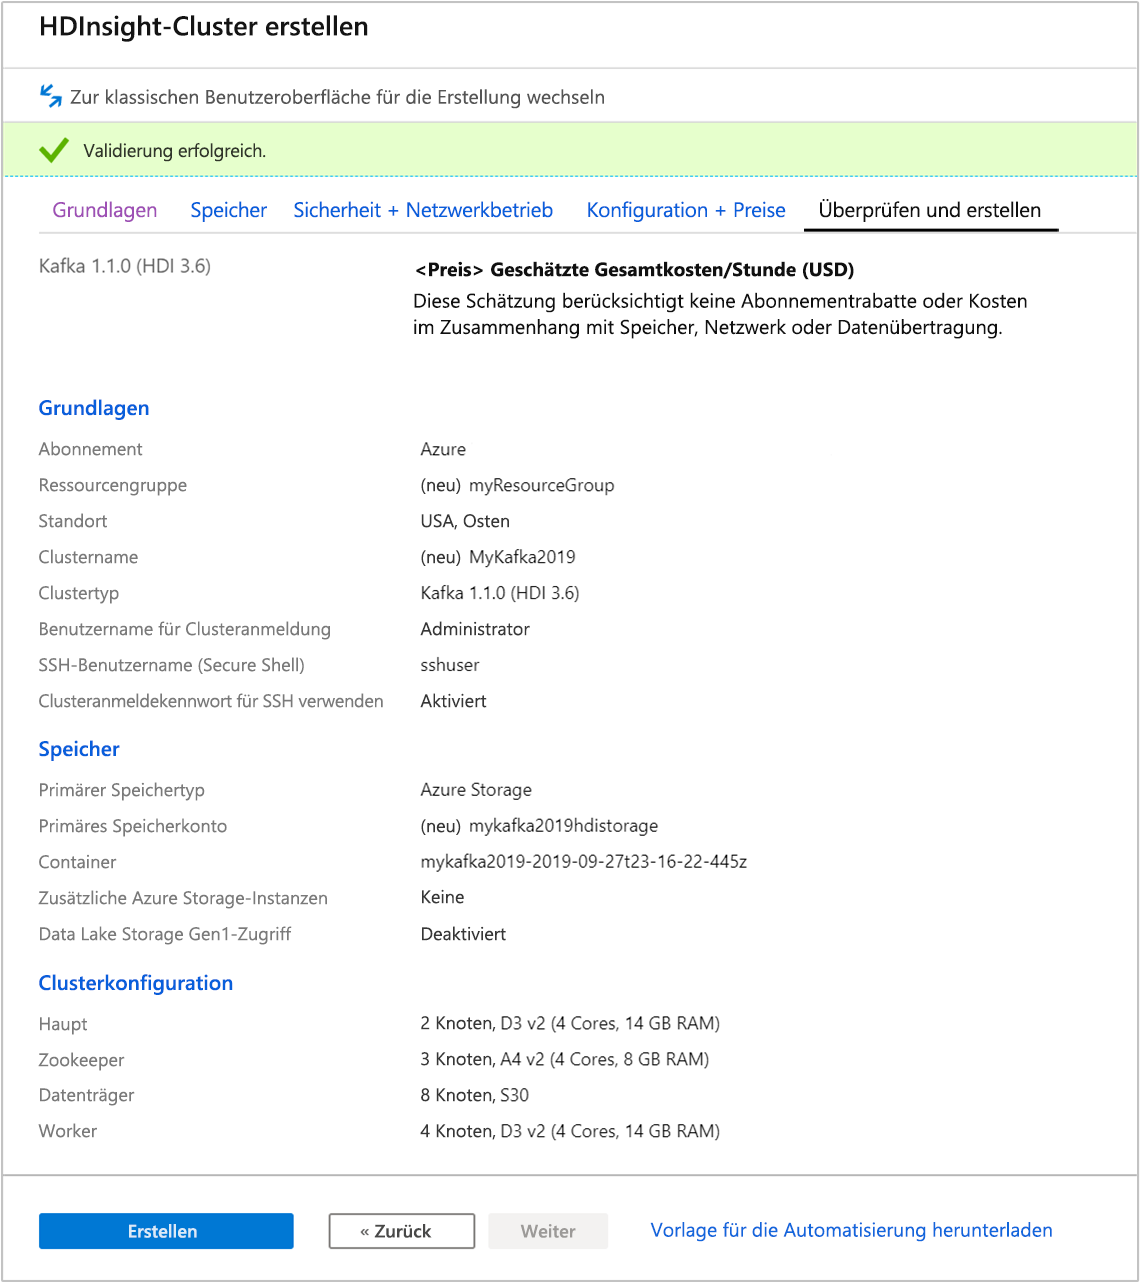 HDInsight-Cluster erstellen
Zur klassischen Benutzeroberfläche für die Erstellung wechseln
Validierung erfolgreich.
Grundlagen Speicher Sicherheit + Netzwerkbetrieb Konfiguration + Preise Überprüfen und erstellen
Kafka 1.1.0 (HDI 3.6)
<Preis> Geschätzte Gesamtkosten/Stunde (USD)
Diese Schätzung berücksichtigt keine Abonnementrabatte oder Kosten
im Zusammenhang mit Speicher, Netzwerk oder Datenübertragung.
Grundlagen
Abonnement Azure
Ressourcengruppe (neu) myResourceGroup
Standort USA, Osten
Clustername (neu) MyKafka2019
Clustertyp Kafka 1.1.0 (HDI 3.6)
Benutzername für Clusteranmeldung Administrator
SSH-Benutzername (Secure Shell) sshuser
Clusteranmeldekennwort für SSH verwenden Aktiviert
Speicher
Primärer Speichertyp Azure Storage
Primäres Speicherkonto (neu) mykafka2019hdistorage
Container mykafka2019-2019-09-27t23-16-22-445z
Zusätzliche Azure Storage-Instanzen Keine
Data Lake Storage Gen1-Zugriff Deaktiviert
Clusterkonfiguration
Haupt 2 Knoten, D3 v2 (4 Cores, 14 GB RAM)
Zookeeper 3 Knoten, A4 v2 (4 Cores, 8 GB RAM)
Datenträger 8 Knoten, S30
Worker 4 Knoten, D3 v2 (4 Cores, 14 GB RAM)
Erstellen « Zurück Weiter Vorlage für die Automatisierung herunterladen